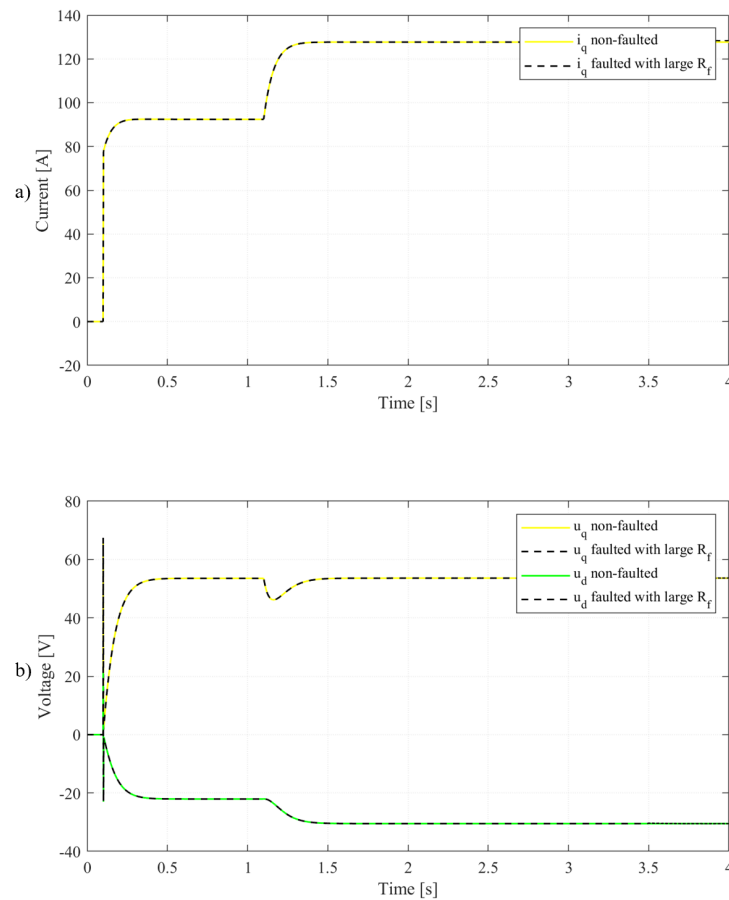 140
120
100
80
60
40
20
0
-20
Current [A]
a)
i_q non-faulted
i_q faulted with large R_f
0 0.5 1 1.5 2 2.5 3 3.5 4
Time [s]
80
60
40
20
0
-20
-40
Voltage [V]
b)
u_q non-faulted
u_q faulted with large R_f
u_d non-faulted
u_d faulted with large R_f
0 0.5 1 1.5 2 2.5 3 3.5 4
Time [s]